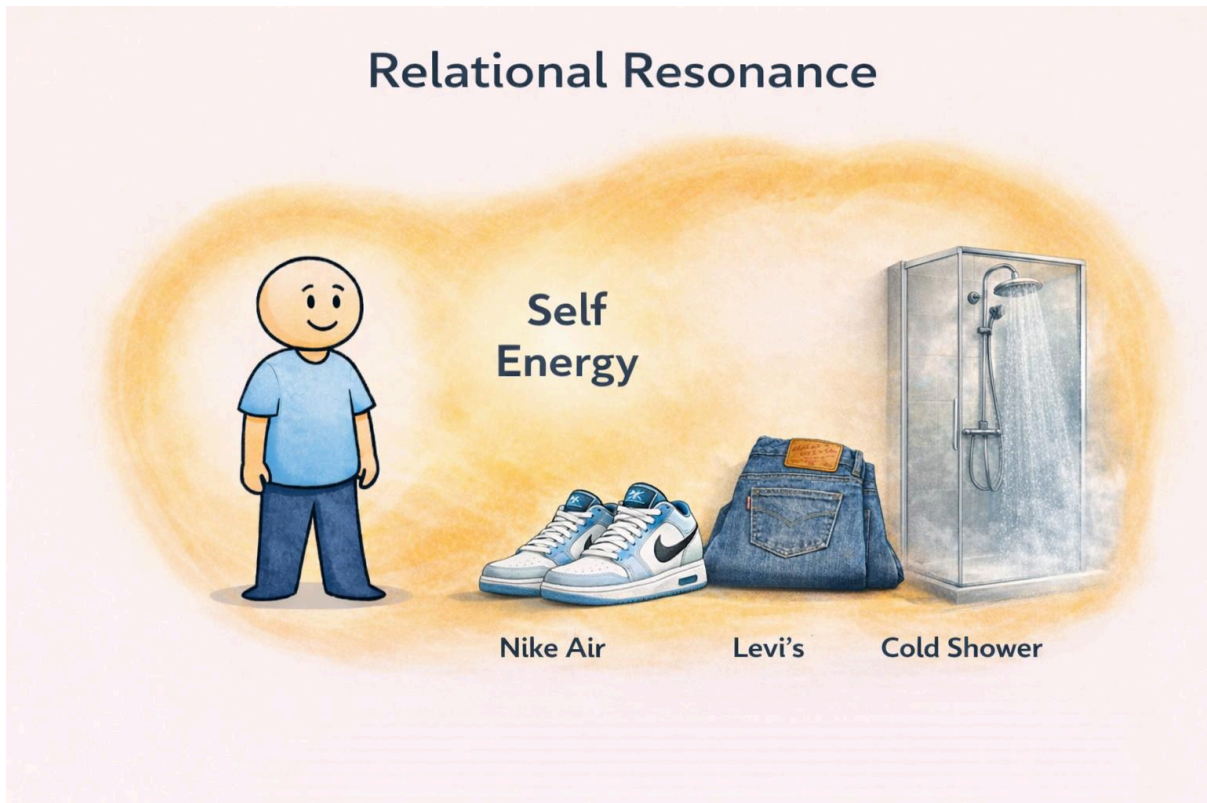 Relational Resonance
Self
Energy
Nike Air
Levi's
Cold Shower